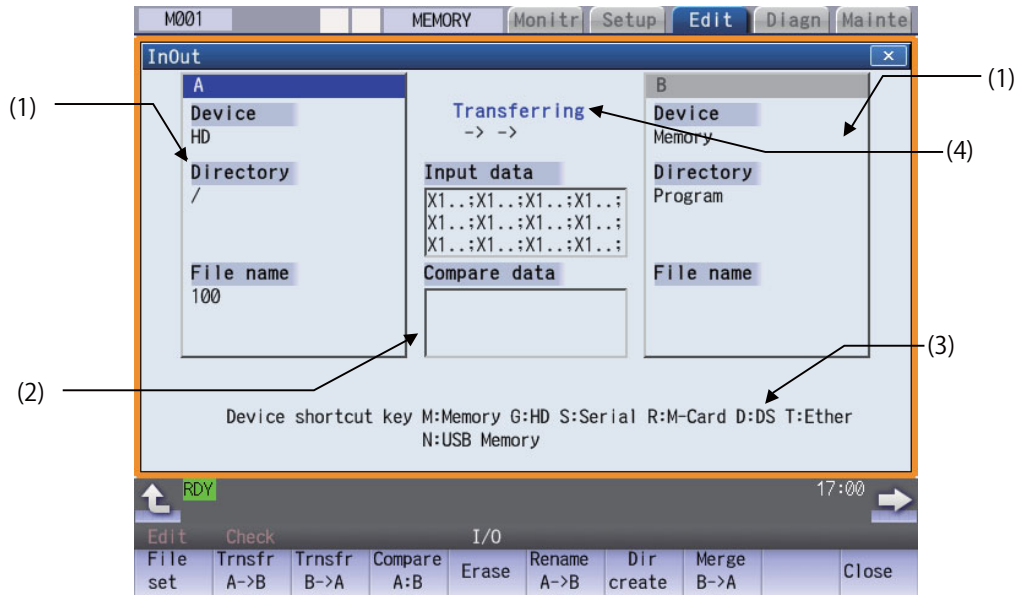 M001 MEMORY Monitr Setup Edit Diagn Mainte
InOut
A
Device
HD
Directory
/
File name
100
Transferring
-> ->
Input data
X1..;X1..;X1..;X1..;
X1..;X1..;X1..;X1..;
X1..;X1..;X1..;X1..;
Compare data
B
Device
Memory
Directory
Program
File name
(1)
(1)
(4)
(2)
(3)
Device shortcut key M:Memory G:HD S:Serial R:M-Card D:DS T:Ether
N:USB Memory
RDY 17:00
Edit Check I/O
File set
Trnsfr A->B
Trnsfr B->A
Compare A:B
Erase
Rename A->B
Dir create
Merge B->A
Close